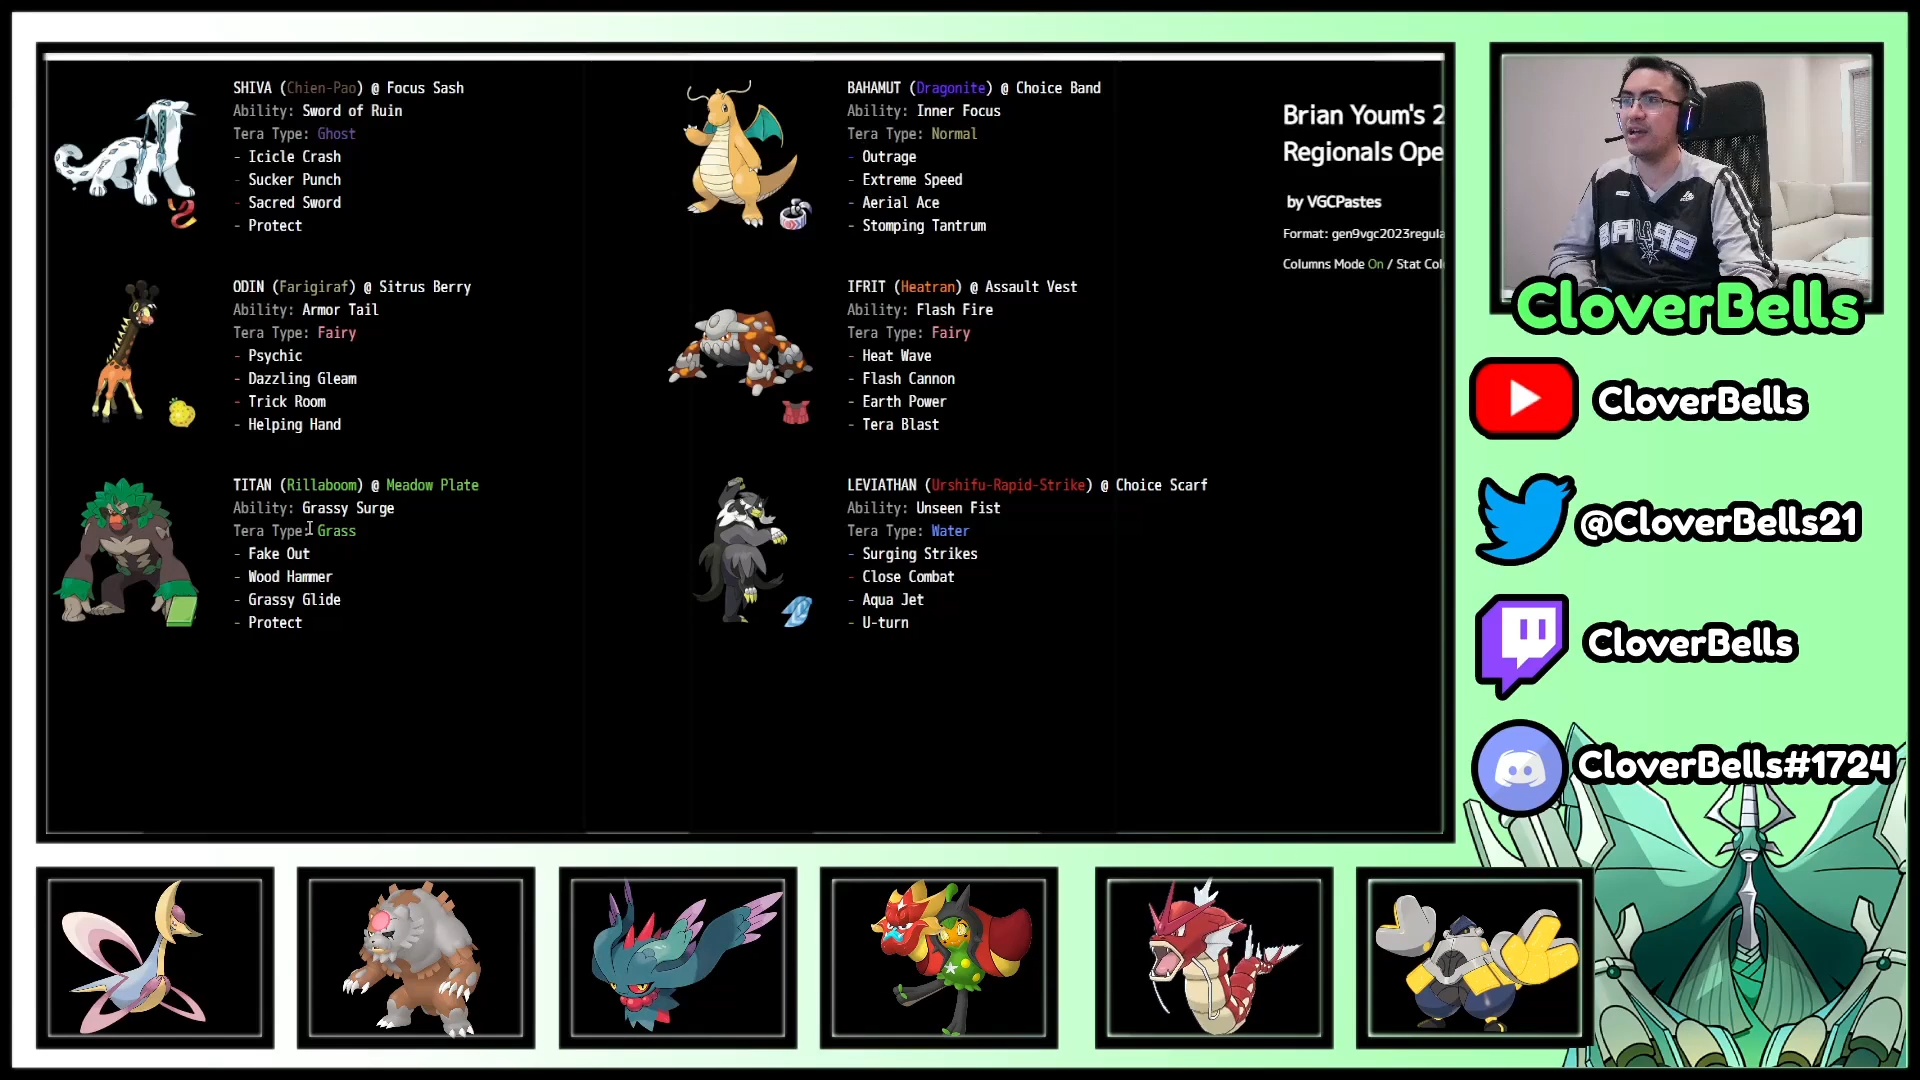 SHIVA (Chien-Pao) @ Focus Sash
Ability: Sword of Ruin
Tera Type: Ghost
- Icicle Crash
- Sucker Punch
- Sacred Sword
- Protect
BAHAMUT (Dragonite) @ Choice Band
Ability: Inner Focus
Tera Type: Normal
- Outrage
- Extreme Speed
- Aerial Ace
- Stomping Tantrum
ODIN (Farigiraf) @ Sitrus Berry
Ability: Armor Tail
Tera Type: Fairy
- Psychic
- Dazzling Gleam
- Trick Room
- Helping Hand
IFRIT (Heatran) @ Assault Vest
Ability: Flash Fire
Tera Type: Fairy
- Heat Wave
- Flash Cannon
- Earth Power
- Tera Blast
TITAN (Rillaboom) @ Meadow Plate
Ability: Grassy Surge
Tera Type: Grass
- Fake Out
- Wood Hammer
- Grassy Glide
- Protect
LEVIATHAN (Urshifu-Rapid-Strike) @ Choice Scarf
Ability: Unseen Fist
Tera Type: Water
- Surging Strikes
- Close Combat
- Aqua Jet
- U-turn
Brian Youm's 2
Regionals Ope
by VGCPastes
Format: gen9vgc2023regula
Columns Mode On / Stat Col
CloverBells
CloverBells
@CloverBells21
CloverBells
CloverBells#1724